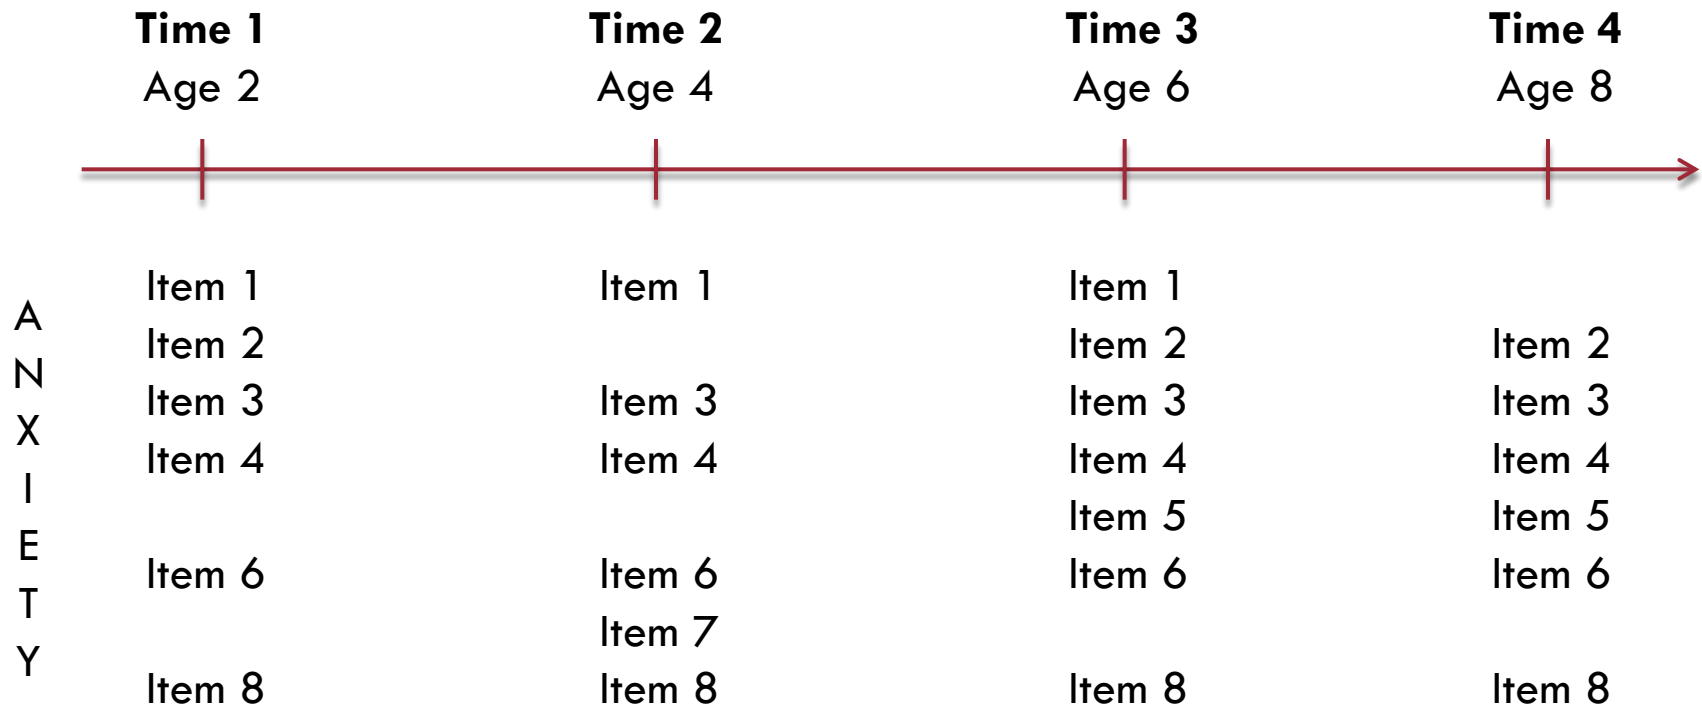 Time 1 Time 2 Time 3 Time 4
Age 2 Age 4 Age 6 Age 8
ANXIETY
Item 1 Item 1 Item 1
Item 2 Item 2 Item 2
Item 3 Item 3 Item 3 Item 3
Item 4 Item 4 Item 4 Item 4
Item 5 Item 5
Item 6 Item 6 Item 6 Item 6
Item 7
Item 8 Item 8 Item 8 Item 8